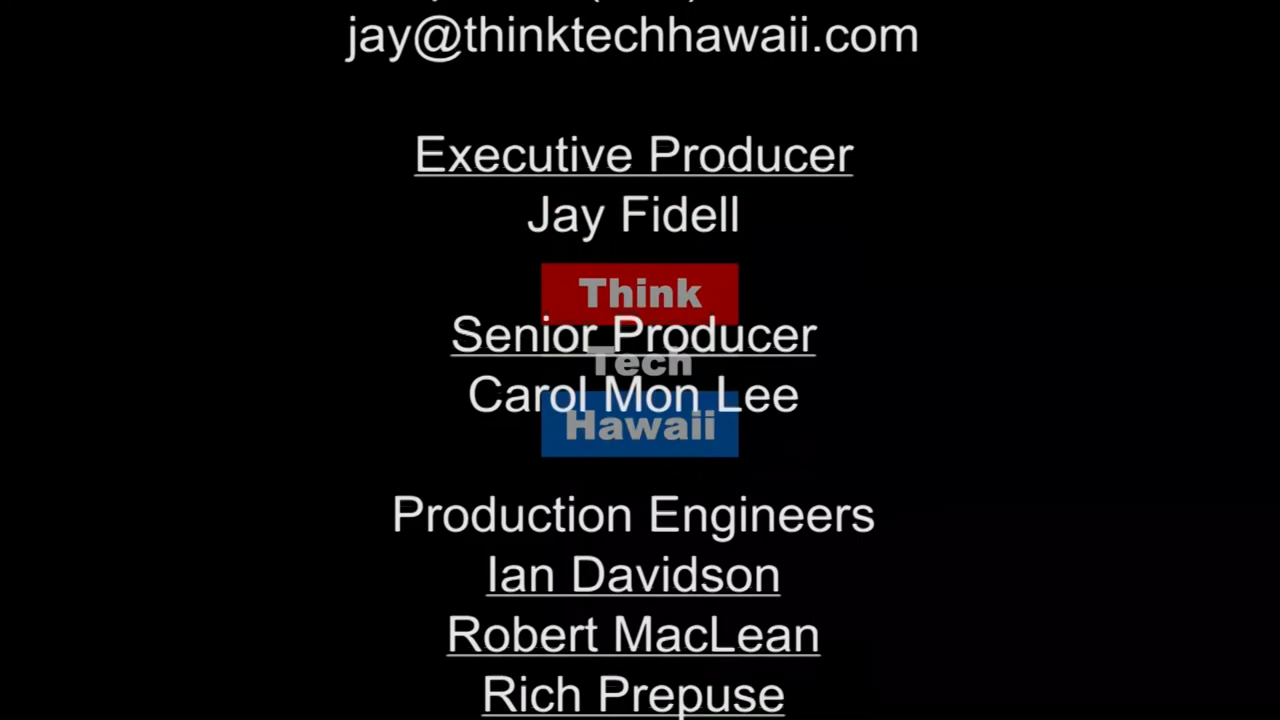 jay@thinktechhawaii.com
Executive Producer
Jay Fidell
Think
Senior Producer
Tech
Carol Mon Lee
Hawaii
Production Engineers
Ian Davidson
Robert MacLean
Rich Prepuse